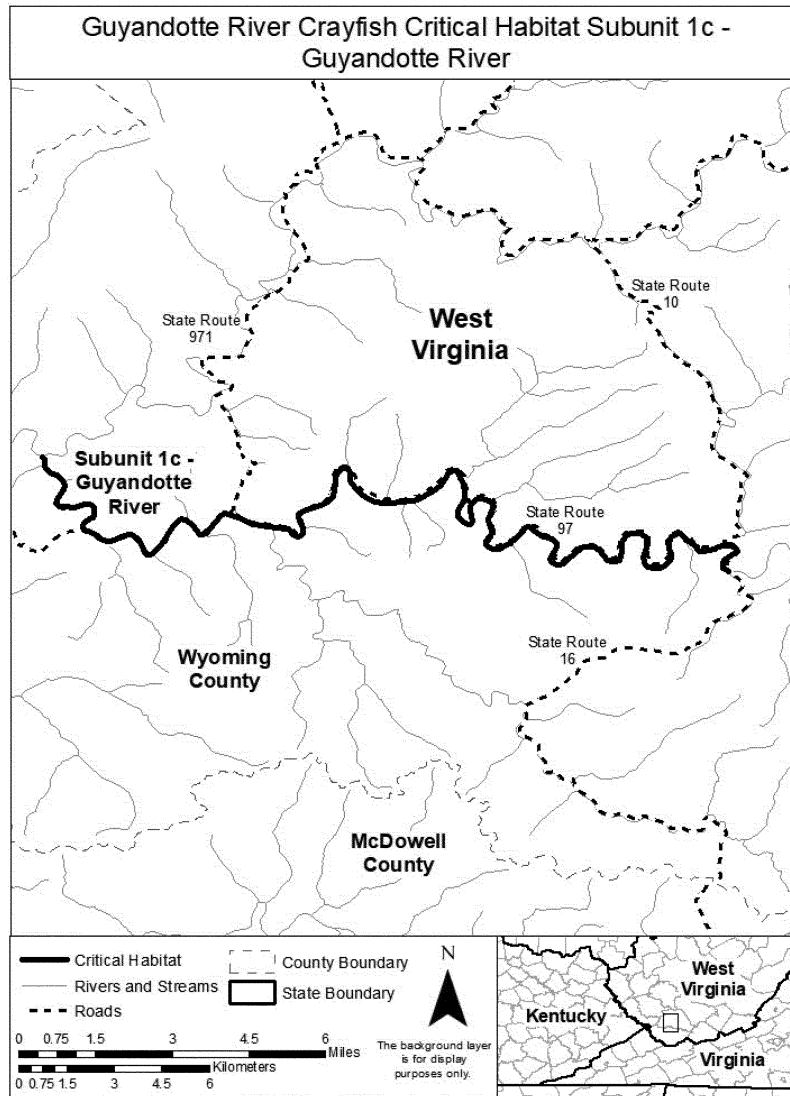 Guyandotte River Crayfish Critical Habitat Subunit 1c -
Guyandotte River
State Route
10
State Route
971
West
Virginia
Subunit 1c -
Guyandotte
River
State Route
97
State Route
16
Wyoming
County
McDowell
County
Critical Habitat
Rivers and Streams
Roads
County Boundary
State Boundary
N
The background layer
is for display
purposes only.
0 0.75 1.5 3 4.5 6
Miles
Kilometers
0 0.75 1.5 3 4.5 6
West
Virginia
Kentucky
Virginia